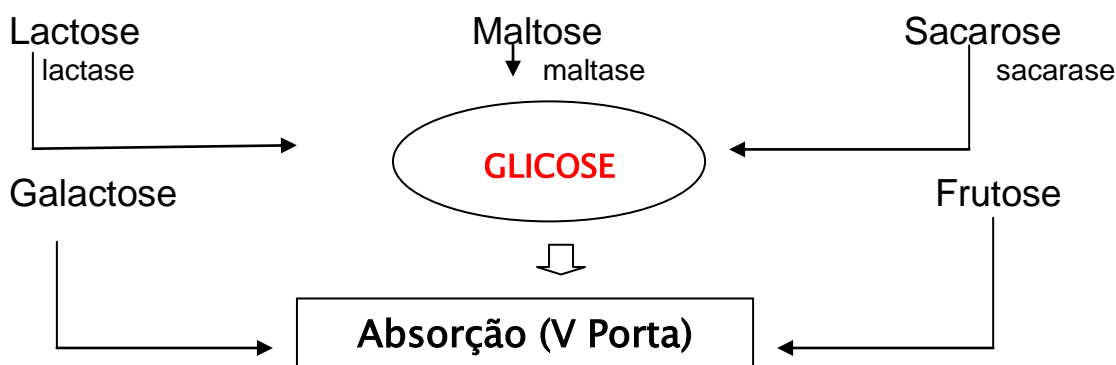 Lactose Maltose Sacarose
lactase maltase sacarase
GLICOSE
Galactose Frutose
Absorção (V Porta)